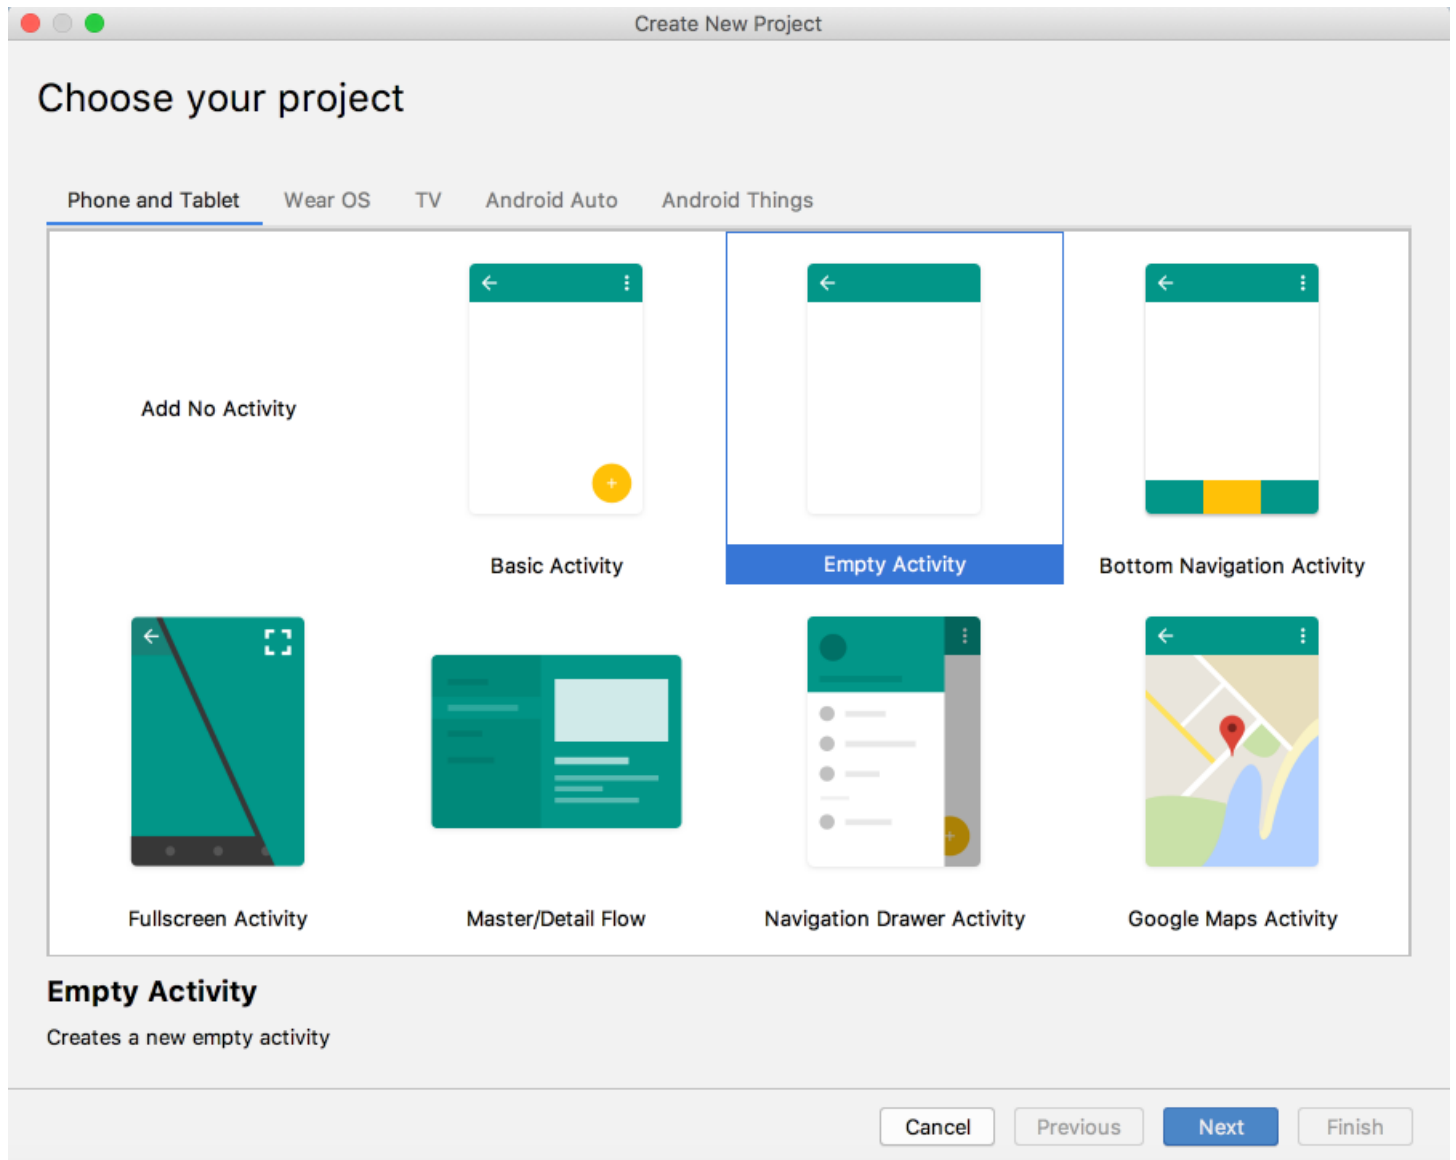 Create New Project
Choose your project
Phone and Tablet Wear OS TV Android Auto Android Things
Add No Activity
Basic Activity
Empty Activity
Bottom Navigation Activity
Fullscreen Activity
Master/Detail Flow
Navigation Drawer Activity
Google Maps Activity
Empty Activity
Creates a new empty activity
Cancel Previous Next Finish